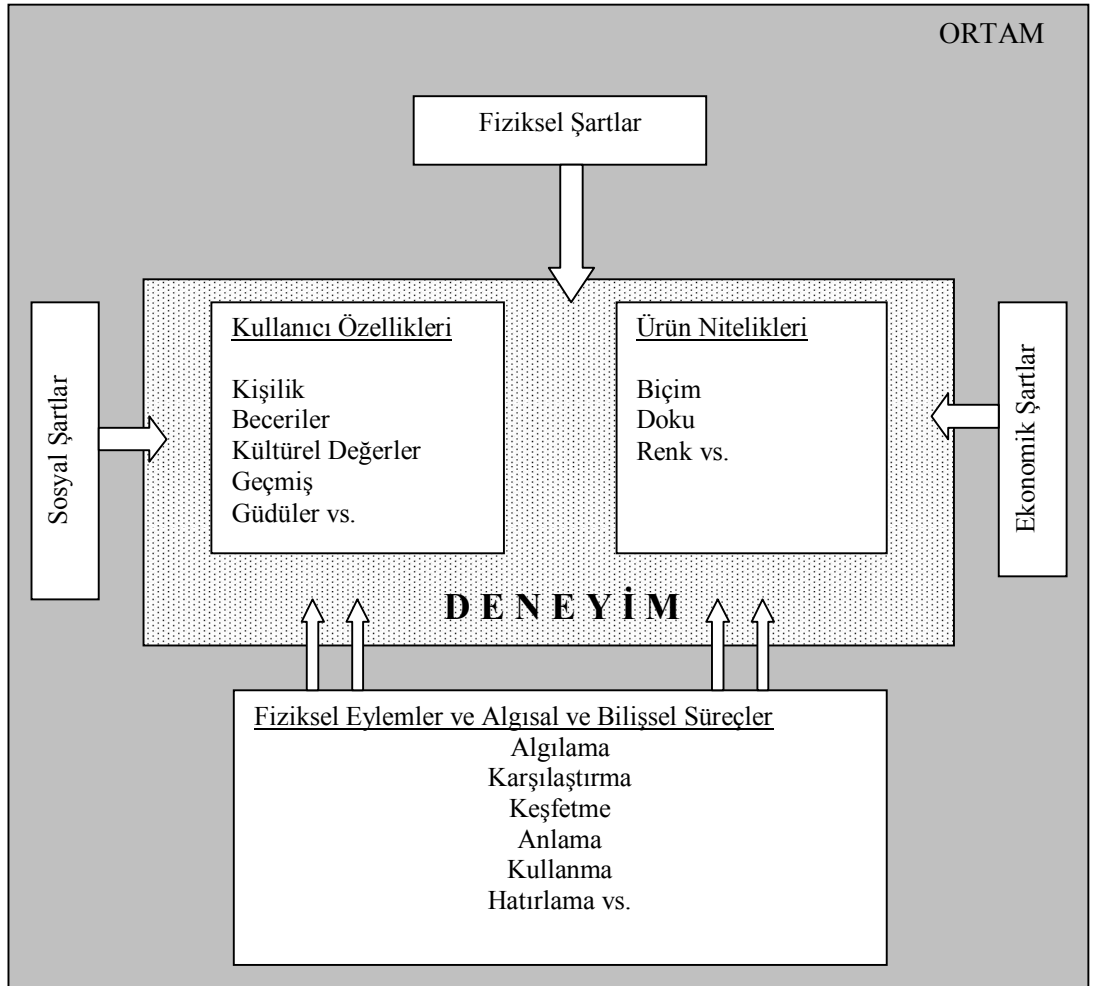 ORTAM
Fiziksel Şartlar
Sosyal Şartlar
Kullanıcı Özellikleri
Kişilik
Beceriler
Kültürel Değerler
Geçmiş
Güdüler vs.
Ürün Nitelikleri
Biçim
Doku
Renk vs.
Ekonomik Şartlar
DENEYİM
Fiziksel Eylemler ve Algısal ve Bilişsel Süreçler
Algılama
Karşılaştırma
Keşfetme
Anlama
Kullanma
Hatırlama vs.